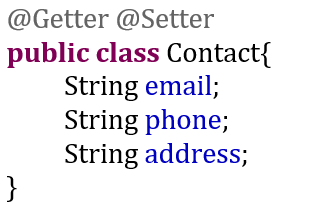 @Getter @Setter
public class Contact{
String email;
String phone;
String address;
}